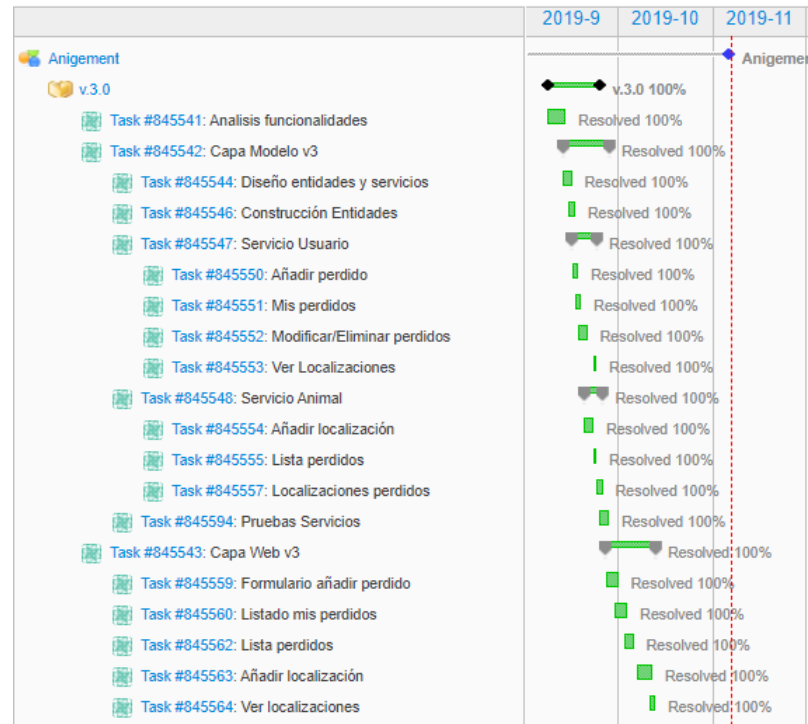 2019-9 2019-10 2019-11
Anigement Anigemer
v.3.0 v.3.0 100%
Task #845541: Analisis funcionalidades Resolved 100%
Task #845542: Capa Modelo v3 Resolved 100%
Task #845544: Diseño entidades y servicios Resolved 100%
Task #845546: Construcción Entidades Resolved 100%
Task #845547: Servicio Usuario Resolved 100%
Task #845550: Añadir perdido Resolved 100%
Task #845551: Mis perdidos Resolved 100%
Task #845552: Modificar/Eliminar perdidos Resolved 100%
Task #845553: Ver Localizaciones Resolved 100%
Task #845548: Servicio Animal Resolved 100%
Task #845554: Añadir localización Resolved 100%
Task #845555: Lista perdidos Resolved 100%
Task #845557: Localizaciones perdidos Resolved 100%
Task #845594: Pruebas Servicios Resolved 100%
Task #845543: Capa Web v3 Resolved 100%
Task #845559: Formulario añadir perdido Resolved 100%
Task #845560: Listado mis perdidos Resolved 100%
Task #845562: Lista perdidos Resolved 100%
Task #845563: Añadir localización Resolved 100%
Task #845564: Ver localizaciones Resolved 100%